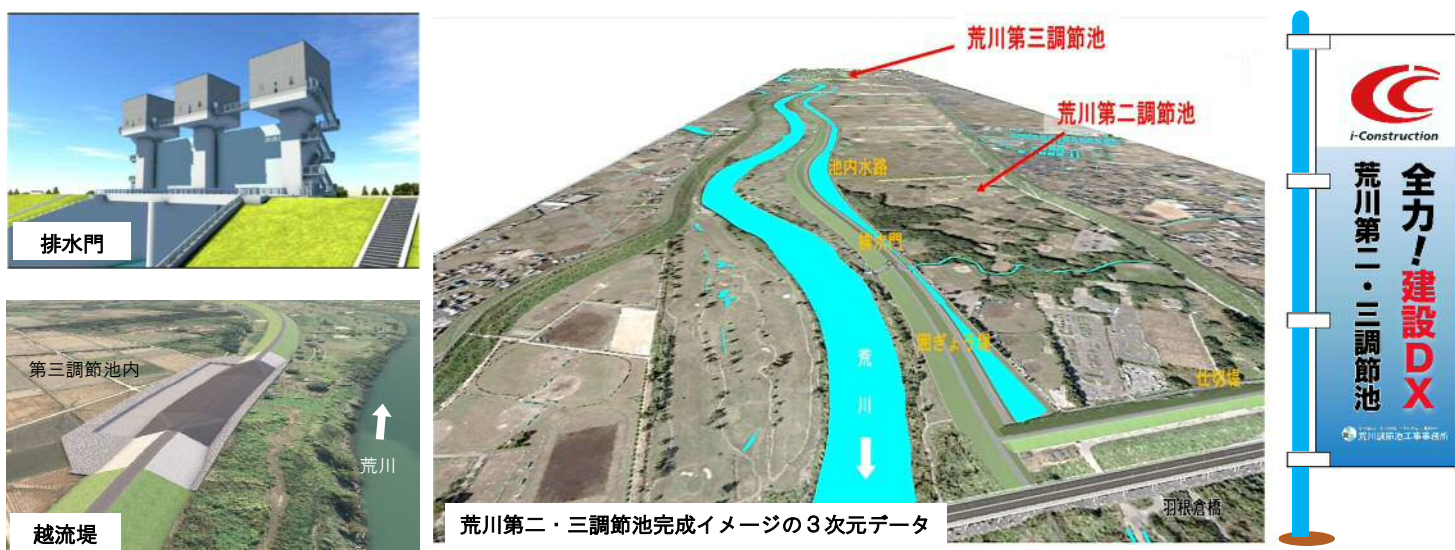 排水門
第三調節池内
荒川
越流堤
荒川第三調節池
荒川第二調節池
池内水路
排水門
囲ぎょう堤
仕切堤
荒川
羽根倉橋
荒川第二・三調節池完成イメージの３次元データ
i-Construction
全力！建設DX
荒川第二・三調節池
荒川調節池工事事務所